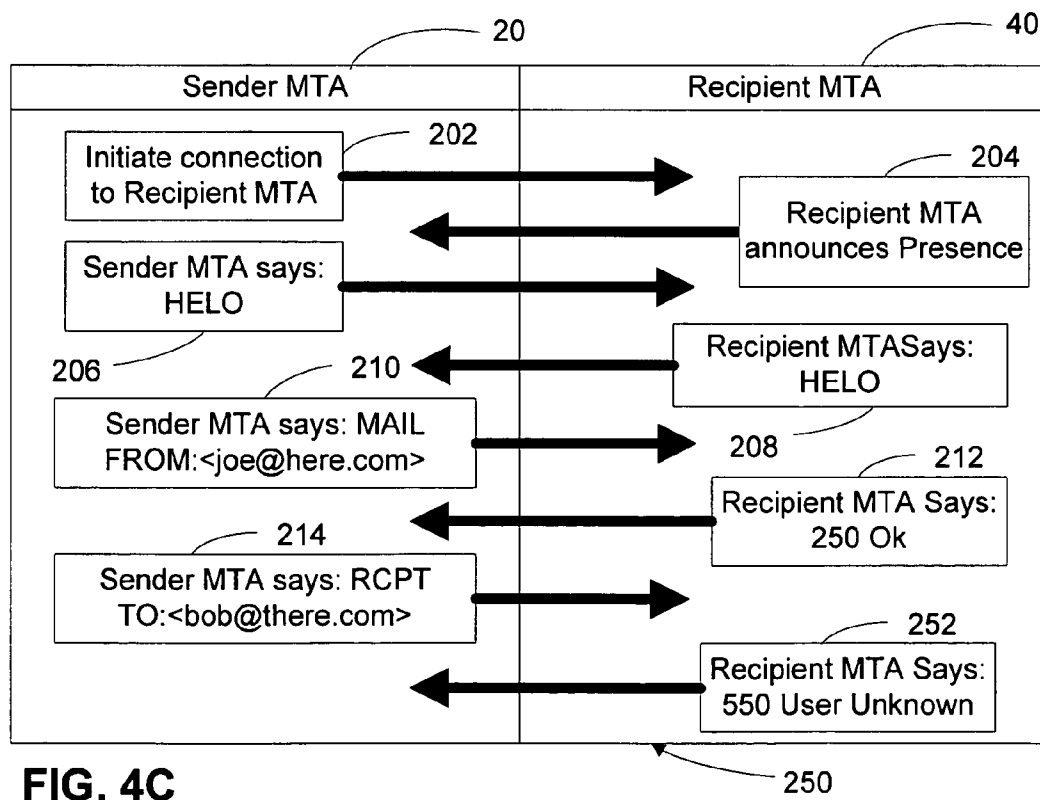 20
40
Sender MTA
Recipient MTA
Initiate connection
to Recipient MTA
202
204
Recipient MTA
announces Presence
Sender MTA says:
HELO
206
Recipient MTASays:
HELO
208
210
Sender MTA says: MAIL
FROM:<joe@here.com>
212
Recipient MTA Says:
250 Ok
214
Sender MTA says: RCPT
TO:<bob@there.com>
252
Recipient MTA Says:
550 User Unknown
250
FIG. 4C